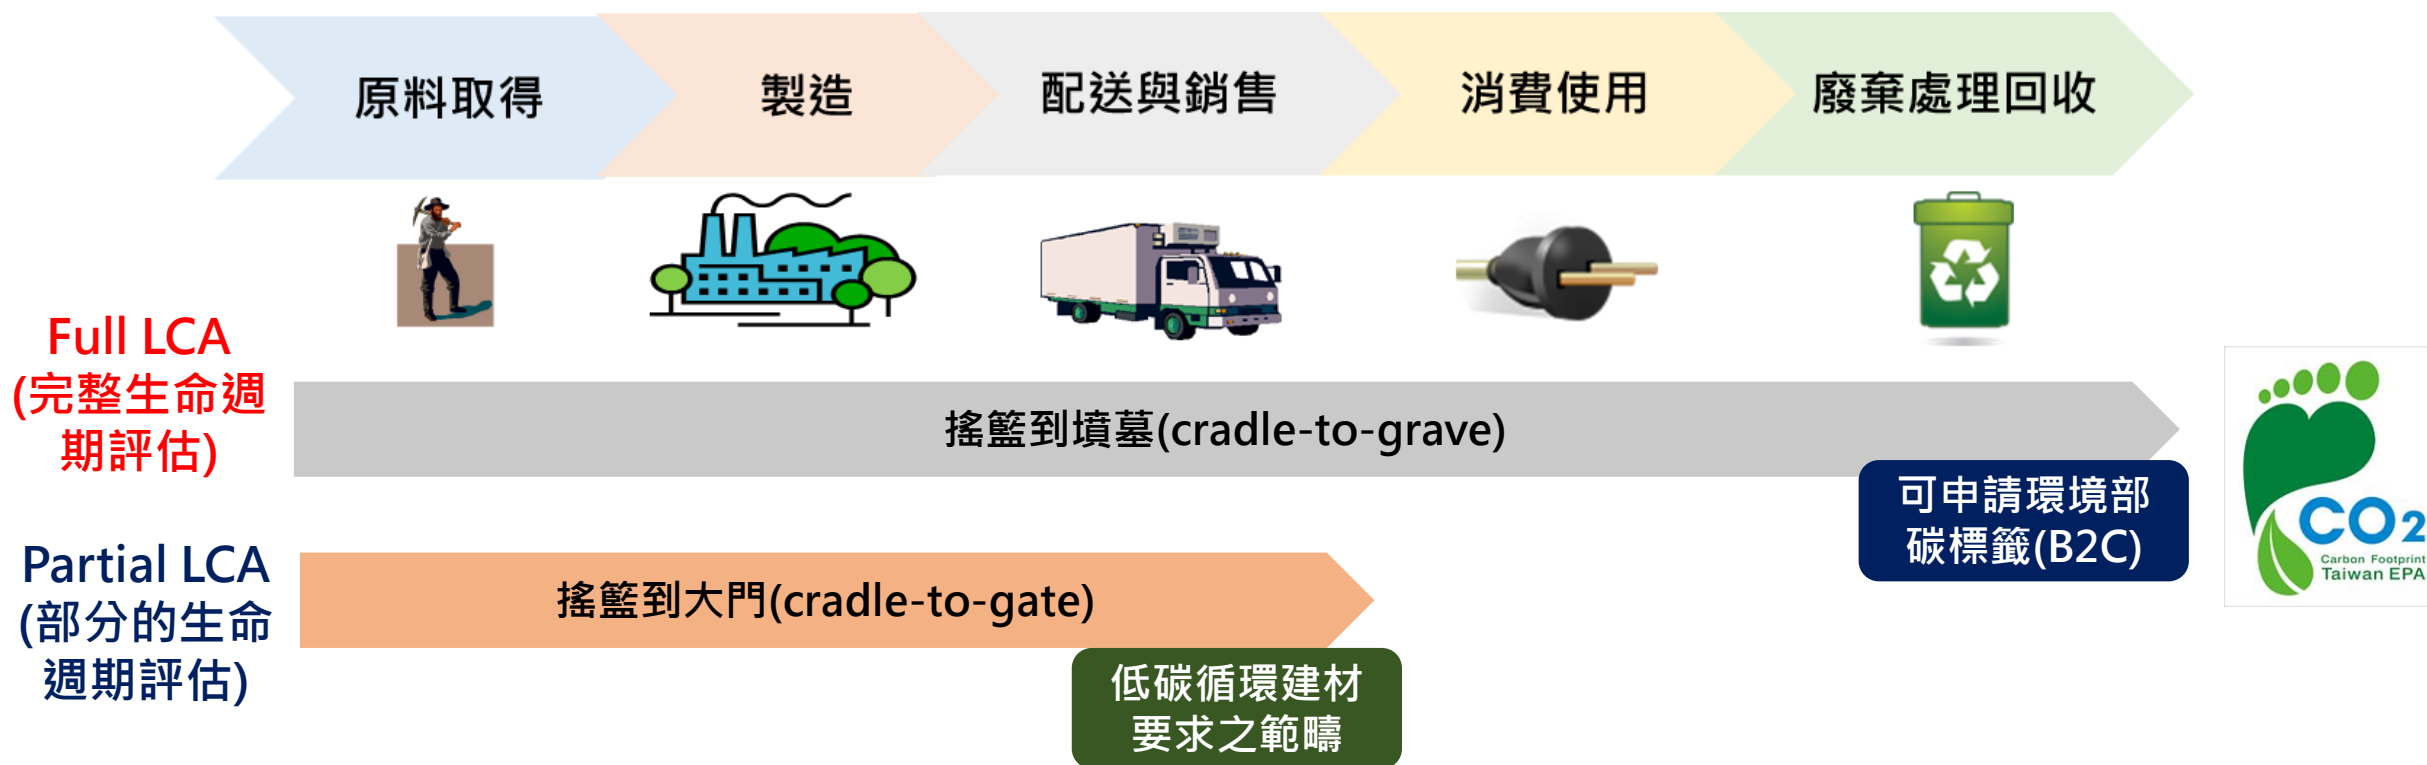 原料取得
製造
配送與銷售
消費使用
廢棄處理回收
Full LCA
(完整生命週
期評估)
搖籃到墳墓(cradle-to-grave)
可申請環境部
碳標籤(B2C)
CO2
Carbon Footprint
Taiwan EPA
Partial LCA
(部分的生命
週期評估)
搖籃到大門(cradle-to-gate)
低碳循環建材
要求之範疇